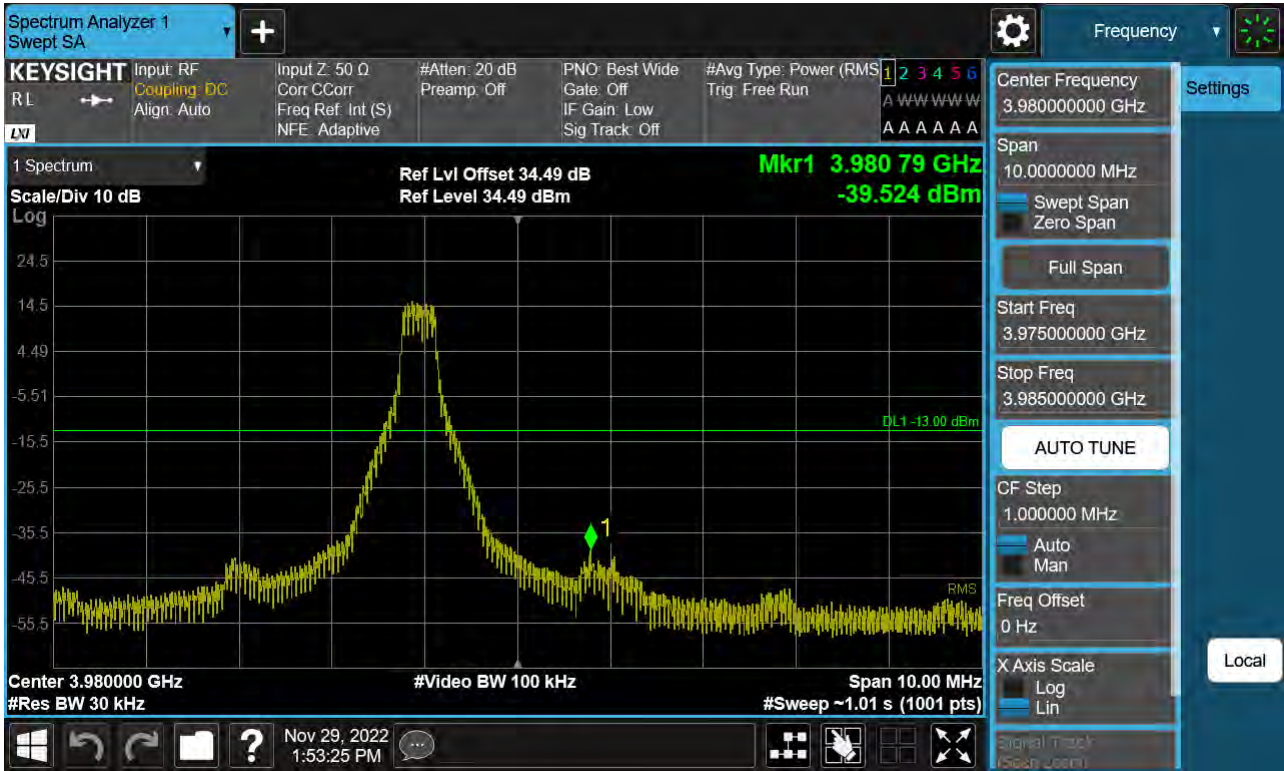 Spectrum Analyzer 1
Swept SA
Frequency
KEYSIGHT
RL
LXI
Input: RF
Coupling: DC
Align: Auto
Input Z: 50 Ω
Corr CCorr
Freq Ref: Int (S)
NFE: Adaptive
#Atten: 20 dB
Preamp: Off
PNO: Best Wide
Gate: Off
IF Gain: Low
Sig Track: Off
#Avg Type: Power (RMS
Trig: Free Run
1 2 3 4 5 6
A W W W W W
A A A A A A
1 Spectrum
Scale/Div 10 dB
Log
Ref Lvl Offset 34.49 dB
Ref Level 34.49 dBm
Mkr1 3.980 79 GHz
-39.524 dBm
24.5
14.5
4.49
-5.51
-15.5
-25.5
-35.5
-45.5
-55.5
DL1 -13.00 dBm
1
RMS
Center 3.980000 GHz
#Res BW 30 kHz
#Video BW 100 kHz
Span 10.00 MHz
#Sweep ~1.01 s (1001 pts)
Center Frequency
3.980000000 GHz
Settings
Span
10.0000000 MHz
Swept Span
Zero Span
Full Span
Start Freq
3.975000000 GHz
Stop Freq
3.985000000 GHz
AUTO TUNE
CF Step
1.000000 MHz
Auto
Man
Freq Offset
0 Hz
X Axis Scale
Log
Lin
Signal Track
(Span Zoom)
Local
?
Nov 29, 2022
1:53:25 PM